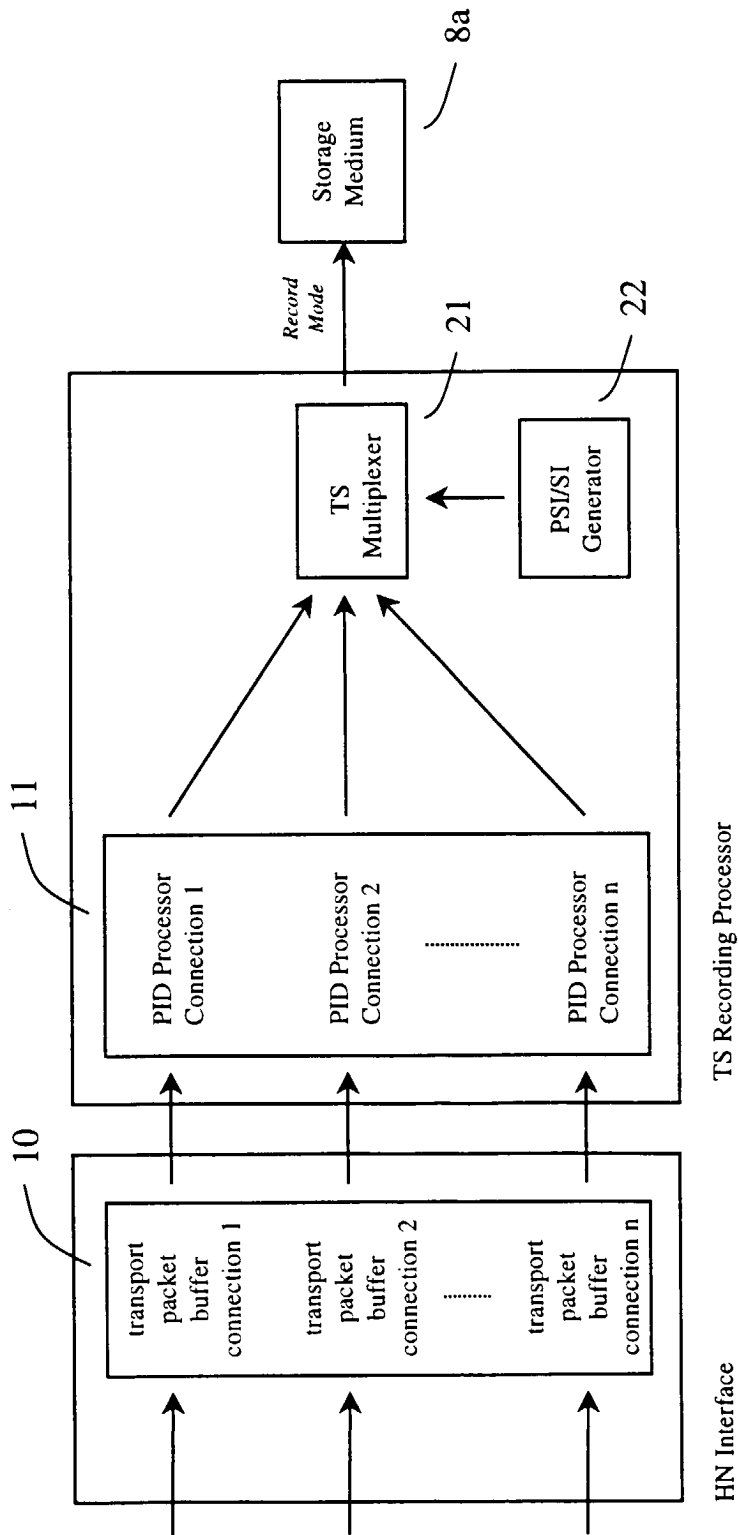 10
transport
packet
buffer
connection 1
transport
packet
buffer
connection 2
........
transport
packet
buffer
connection n
HN Interface
11
PID Processor
Connection 1
PID Processor
Connection 2
................
PID Processor
Connection n
TS
Multiplexer
21
PSI/SI
Generator
22
TS Recording Processor
Record
Mode
Storage
Medium
8a